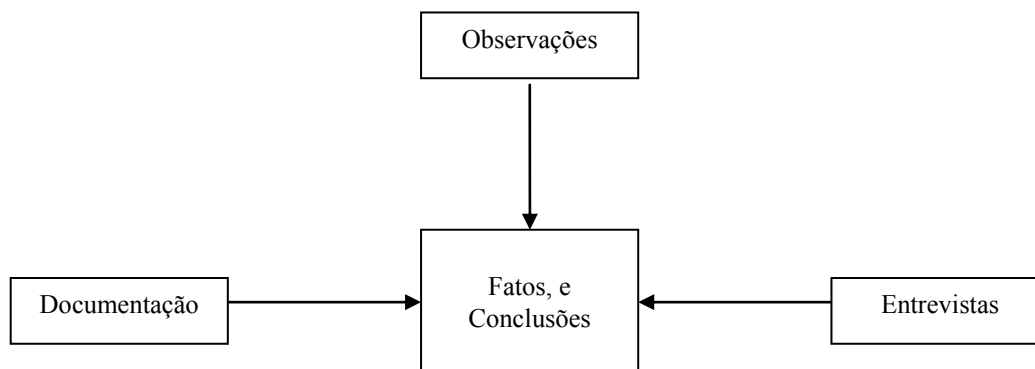 Observações
Fatos, e
Conclusões
Documentação
Entrevistas